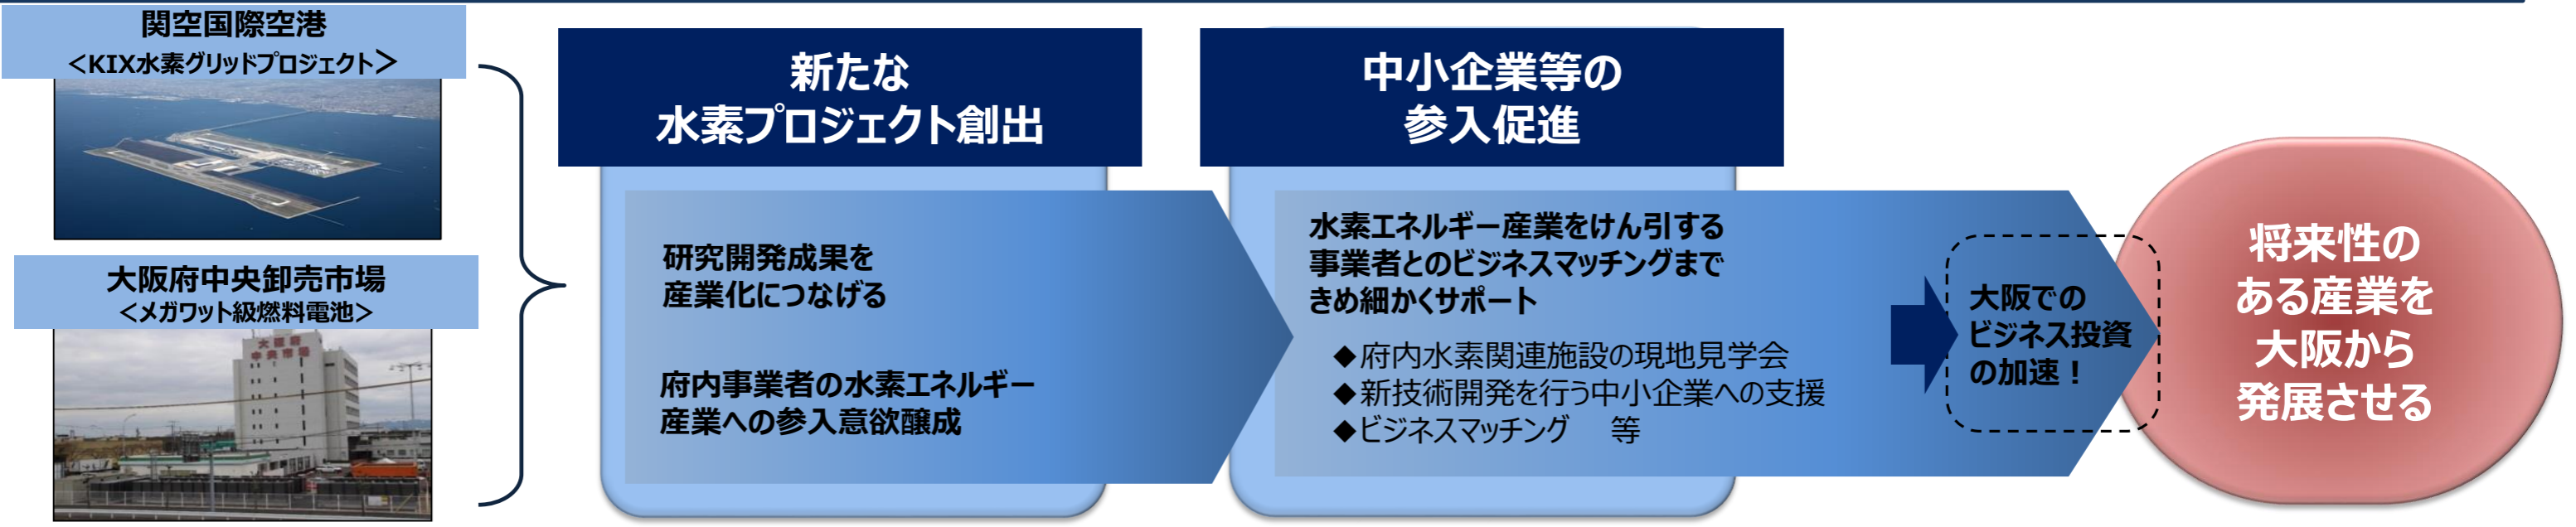 関空国際空港
<KIX水素グリッドプロジェクト>
大阪府中央卸売市場
<メガワット級燃料電池>
大阪府
中央市場
新たな
水素プロジェクト創出
研究開発成果を
産業化につなげる
府内事業者の水素エネルギー
産業への参入意欲醸成
中小企業等の
参入促進
水素エネルギー産業をけん引する
事業者とのビジネスマッチングまで
きめ細かくサポート
◆府内水素関連施設の現地見学会
◆新技術開発を行う中小企業への支援
◆ビジネスマッチング　等
大阪での
ビジネス投資
の加速！
将来性の
ある産業を
大阪から
発展させる